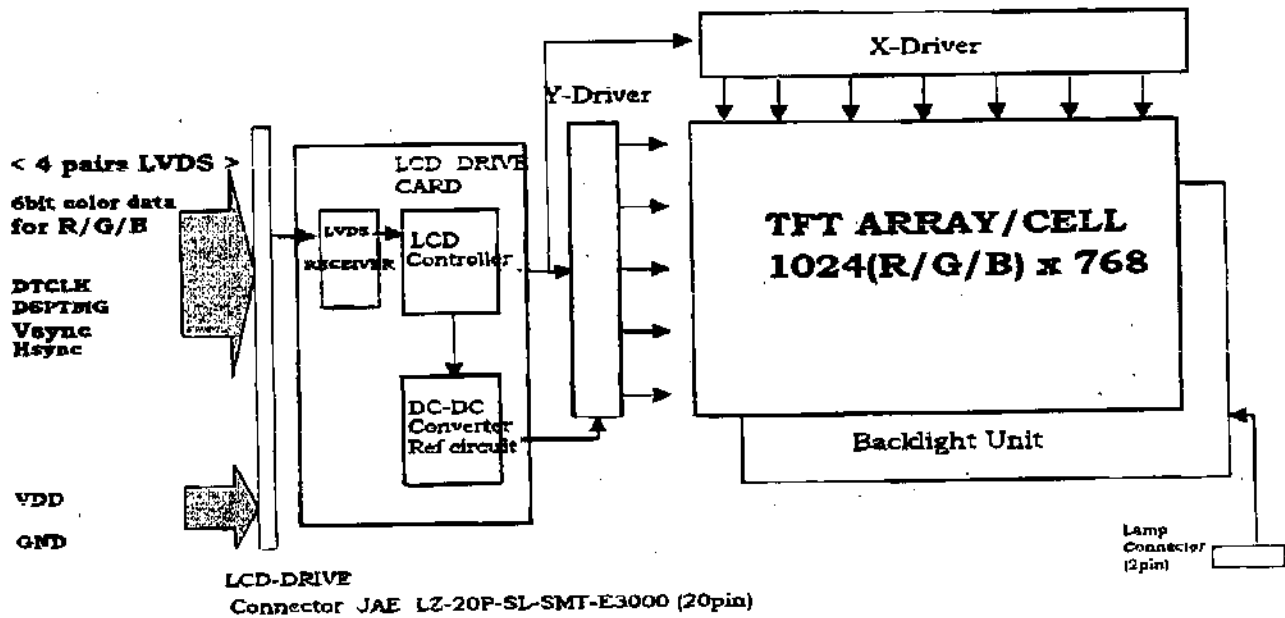 X-Driver
Y-Driver
< 4 pairs LVDS >
6bit color data
for R/G/B
DTCLK
DSPTMG
Vsync
Hsync
VDD
GND
LCD DRIVE
CARD
LVDS
RECEIVER
LCD
Controller
DC-DC
Converter
Ref circuit
TFT ARRAY/CELL
1024(R/G/B) x 768
Backlight Unit
Lamp
Connector
(2pin)
LCD-DRIVE
Connector JAE LZ-20P-SL-SMT-E3000 (20pin)